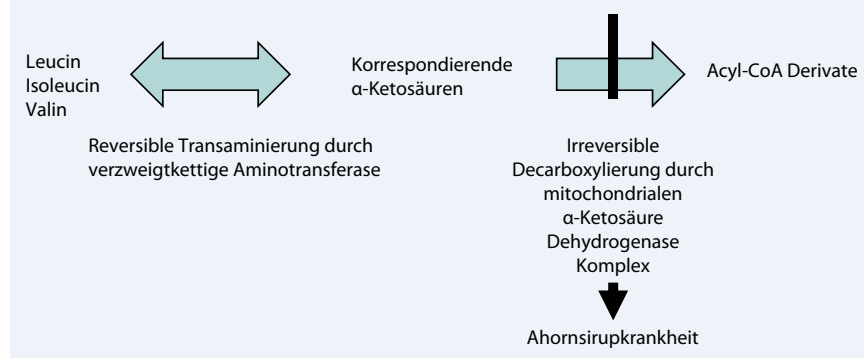 Leucin
Isoleucin
Valin
Korrespondierende
α-Ketosäuren
Acyl-CoA Derivate
Reversible Transaminierung durch
verzweigtkettige Aminotransferase
Irreversible
Decarboxylierung durch
mitochondrialen
α-Ketosäure
Dehydrogenase
Komplex
Ahornsirupkrankheit